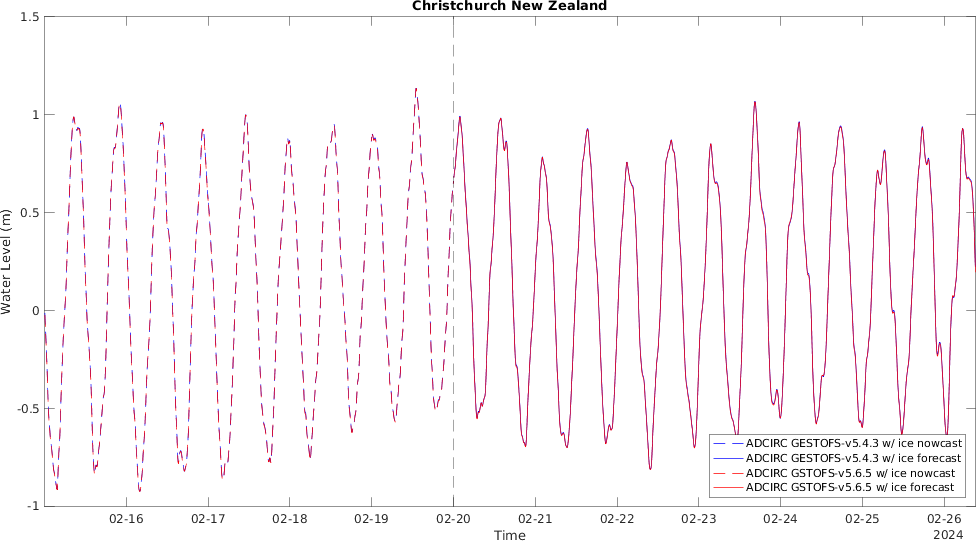 Christchurch New Zealand
Water Level (m)
1.5
1
0.5
0
-0.5
-1
ADCIRC GESTOFS-v5.4.3 w/ ice nowcast
ADCIRC GESTOFS-v5.4.3 w/ ice forecast
ADCIRC GSTOFS-v5.6.5 w/ ice nowcast
ADCIRC GSTOFS-v5.6.5 w/ ice forecast
02-16 02-17 02-18 02-19 02-20 02-21 02-22 02-23 02-24 02-25 02-26
Time
2024